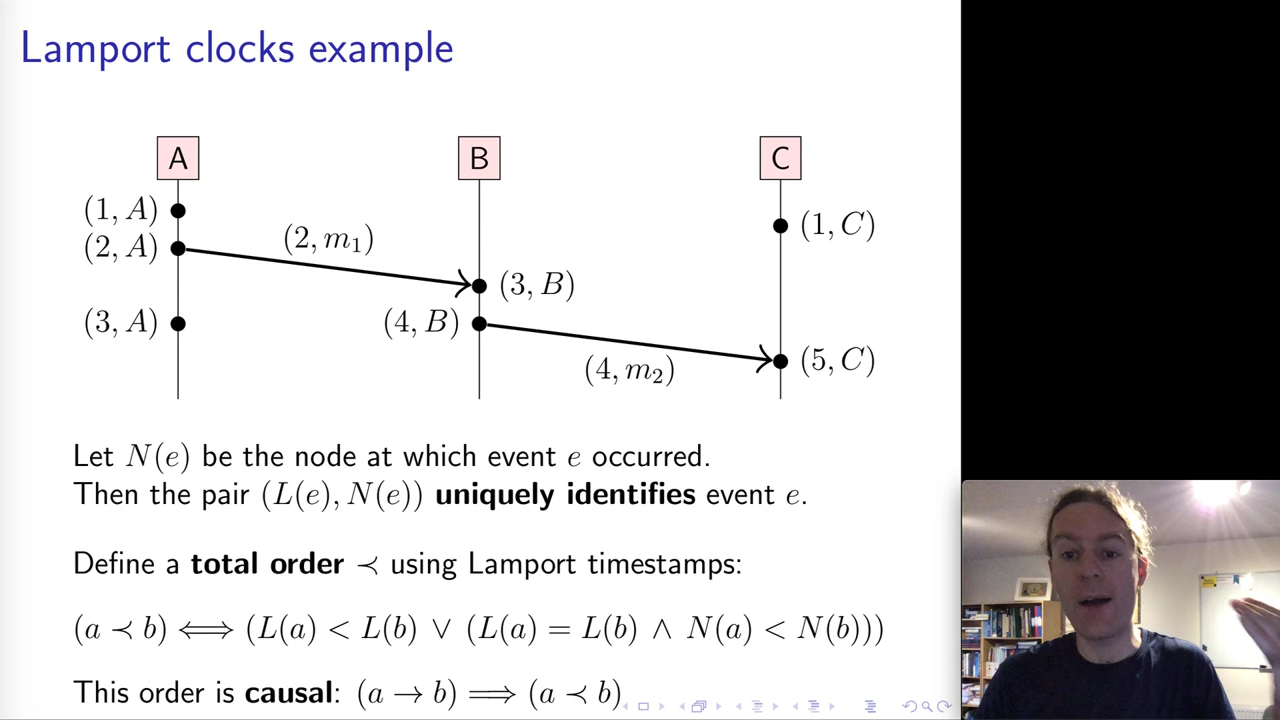 Lamport clocks example
A B C
(1, A)
(1, C)
(2, A) (2, m₁)
(3, B)
(3, A) (4, B)
(4, m₂) (5, C)
Let N(e) be the node at which event e occurred.
Then the pair (L(e), N(e)) uniquely identifies event e.
Define a total order ≺ using Lamport timestamps:
(a ≺ b) ⟺ (L(a) < L(b) ∨ (L(a) = L(b) ∧ N(a) < N(b)))
This order is causal: (a → b) ⟹ (a ≺ b)